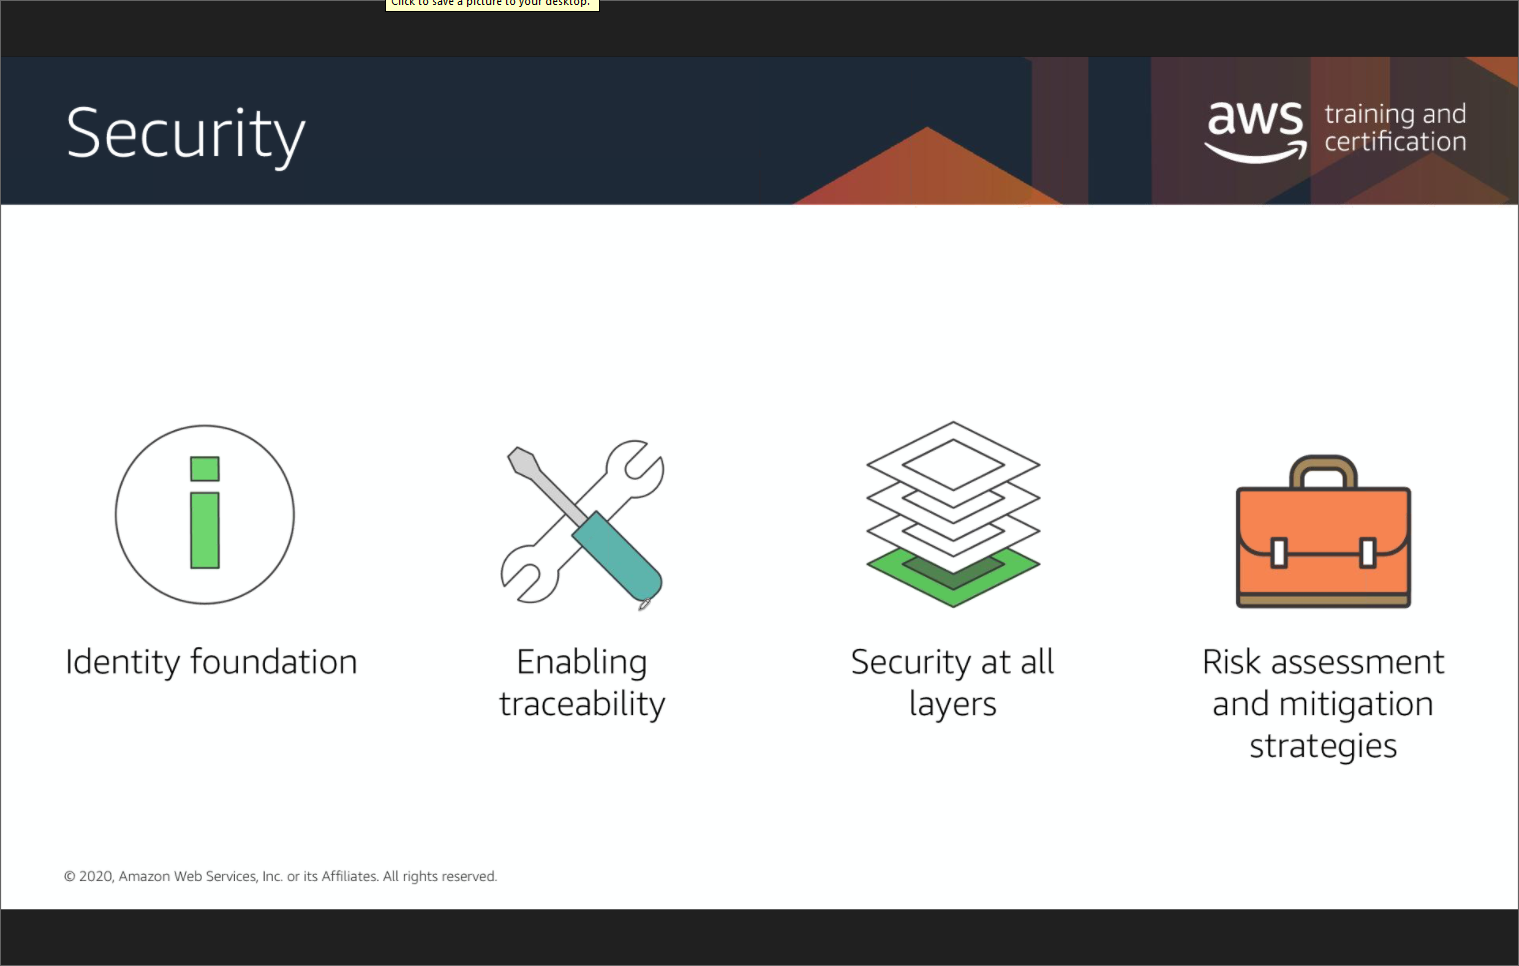 Click to save a picture to your desktop.
Security
aws training and
certification
Identity foundation
Enabling
traceability
Security at all
layers
Risk assessment
and mitigation
strategies
© 2020, Amazon Web Services, Inc. or its Affiliates. All rights reserved.